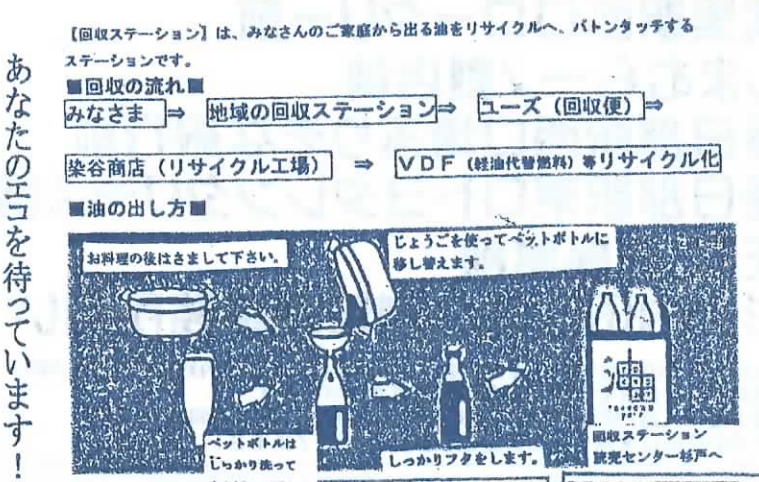 あなたのエコを待っています!
【回収ステーション】は、みなさんのご家庭から出る油をリサイクルへ、バトンタッチする
ステーションです。
■回収の流れ■
みなさま ⇒ 地域の回収ステーション⇒ ユーズ（回収便）⇒
染谷商店（リサイクル工場） ⇒ VDF（軽油代替燃料）等リサイクル化
■油の出し方■
お料理の後はさまして下さい。
じょうごを使ってペットボトルに
移し替えます。
ペットボトルは
しっかり洗って
しっかりフタをします。
油
回収ステーション
読売センター杉戸へ